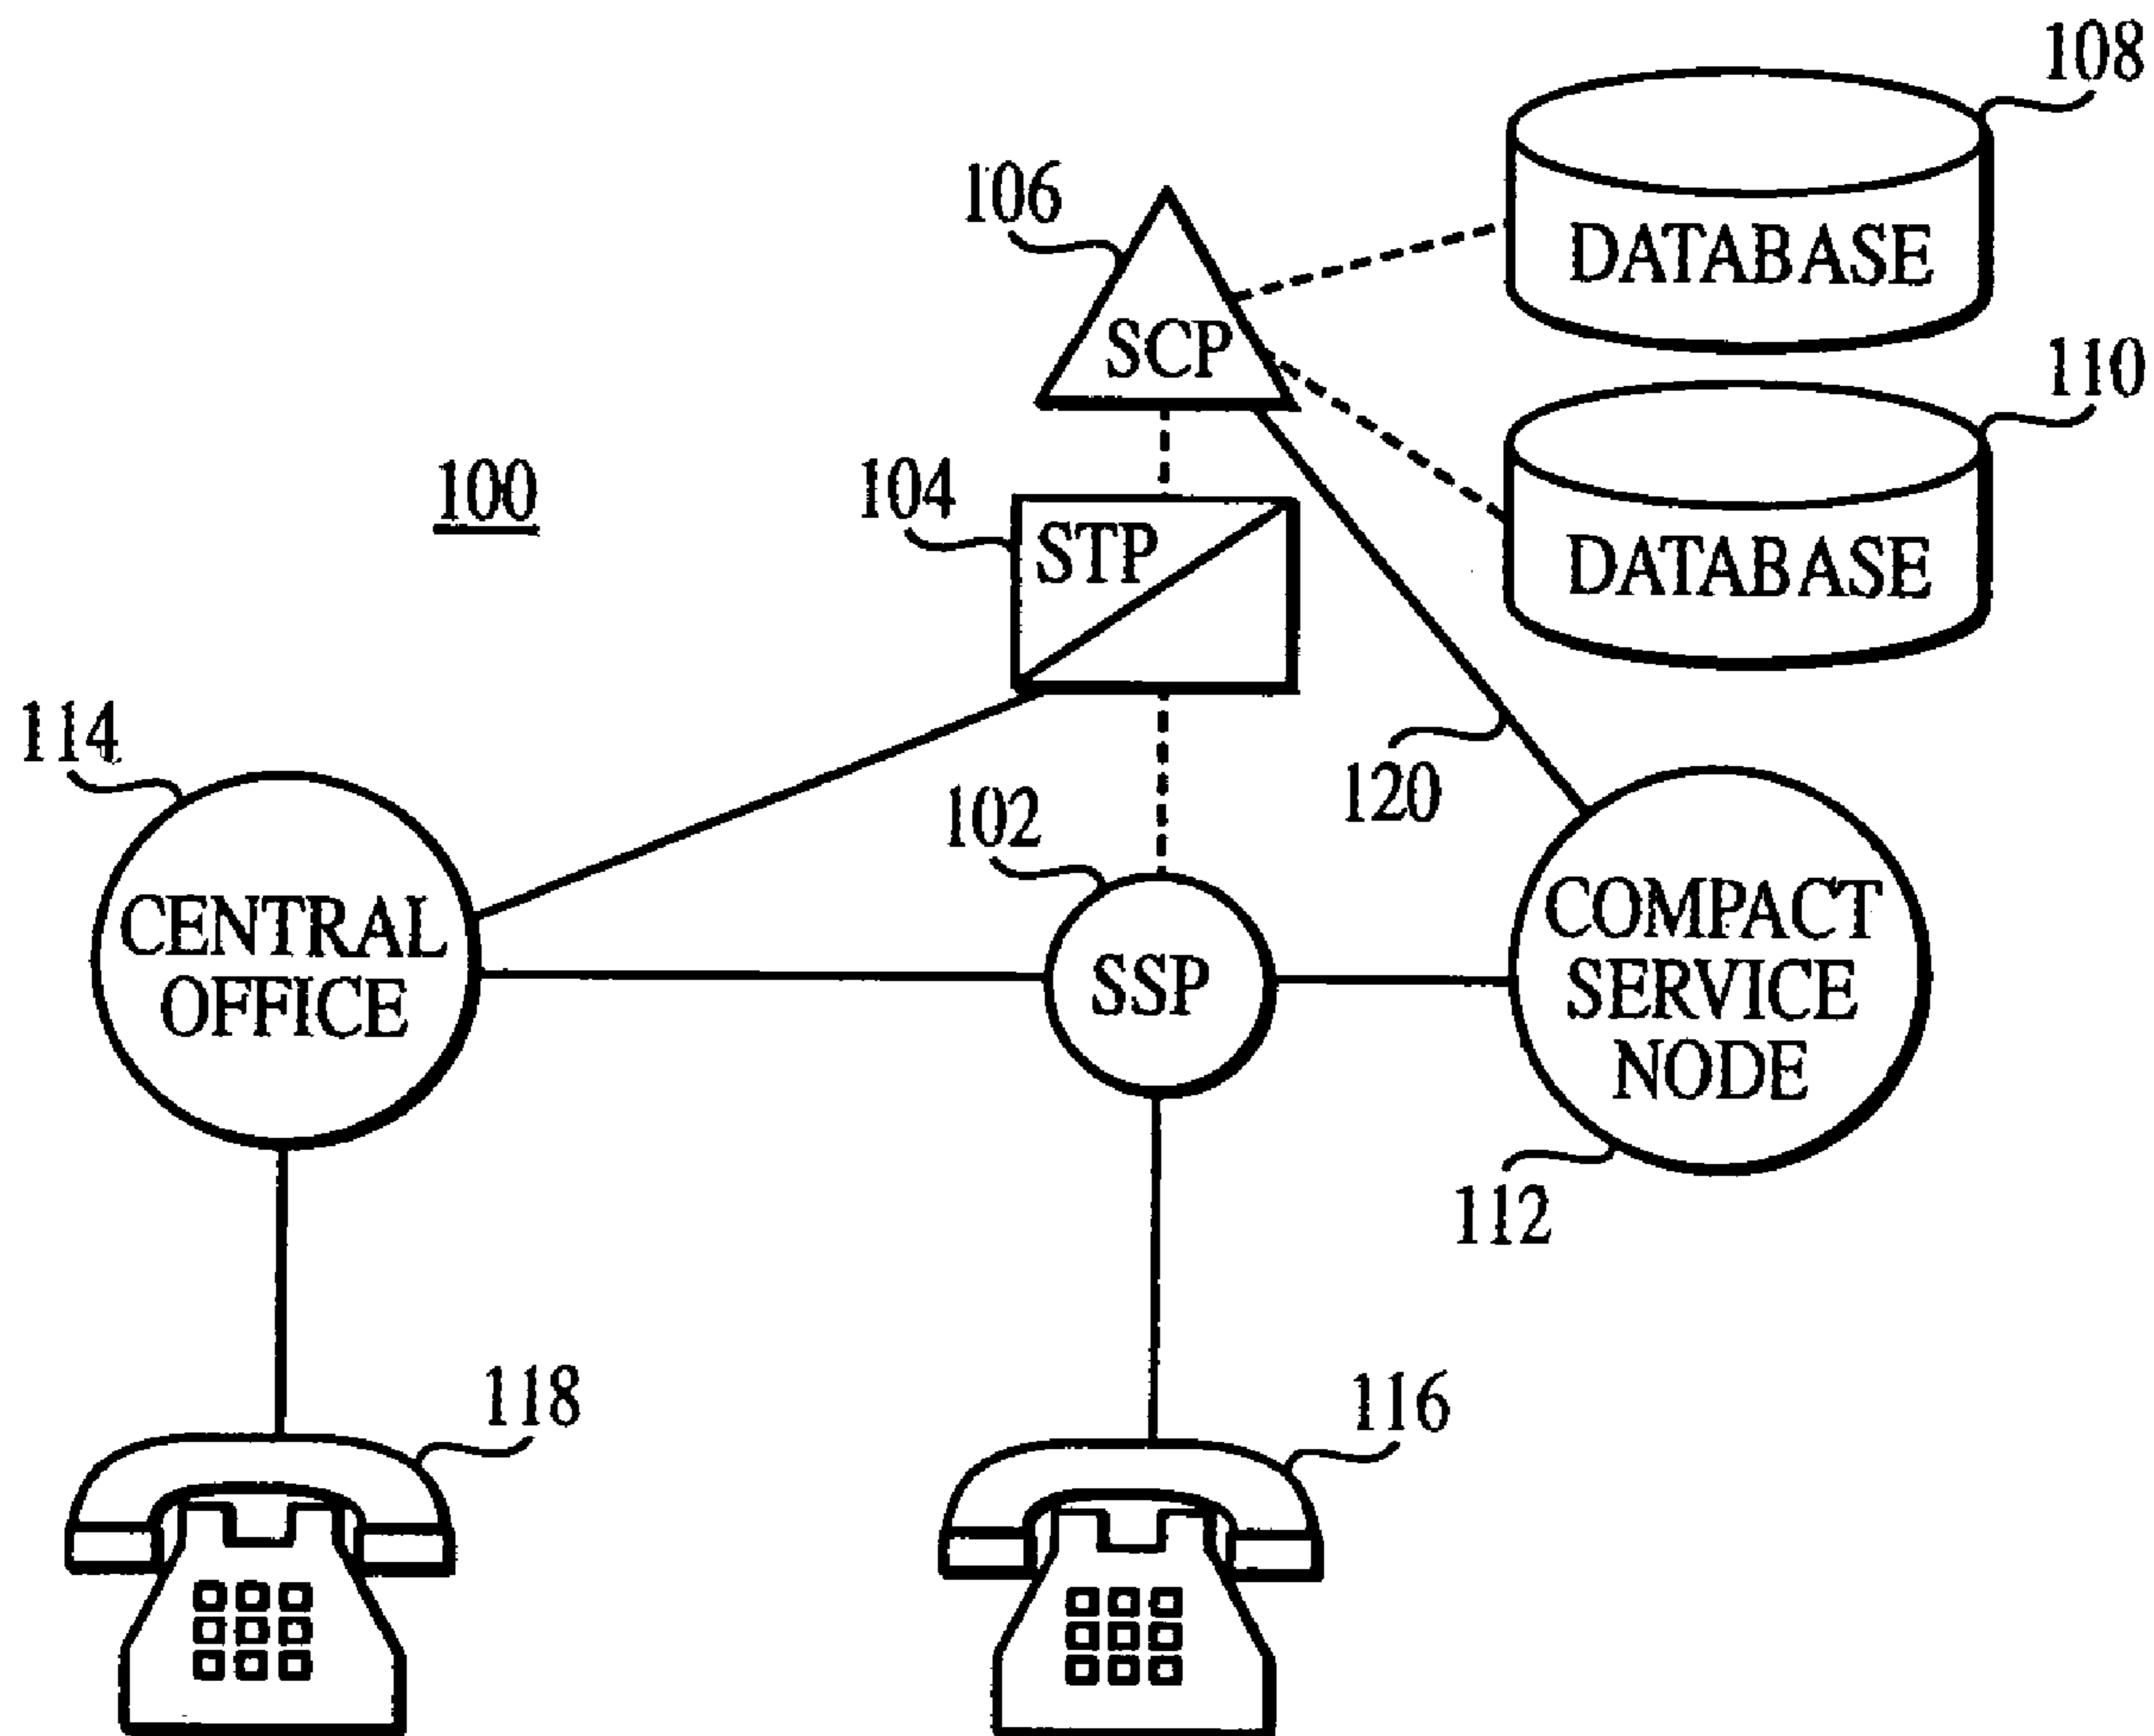 108
106
DATABASE
SCP
110
100
104
STP
DATABASE
114
120
102
CENTRAL
OFFICE
SSP
COMPACT
SERVICE
NODE
112
118
116